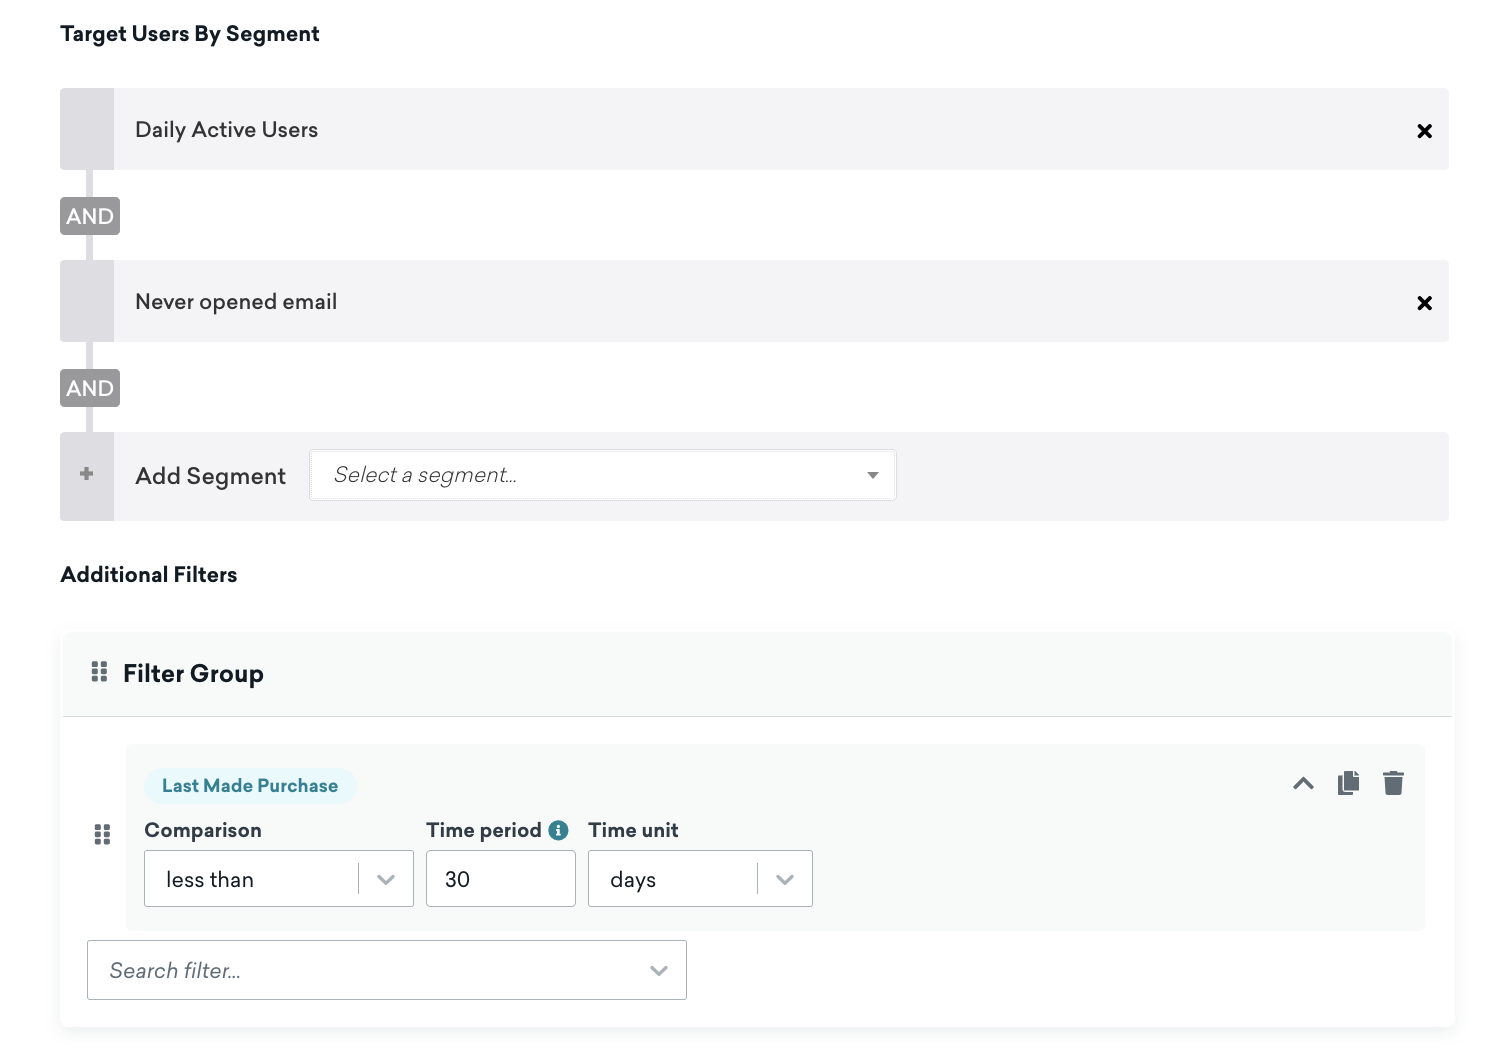 Target Users By Segment
Daily Active Users
AND
Never opened email
AND
Add Segment Select a segment...
Additional Filters
Filter Group
Last Made Purchase
Comparison Time period Time unit
less than 30 days
Search filter...